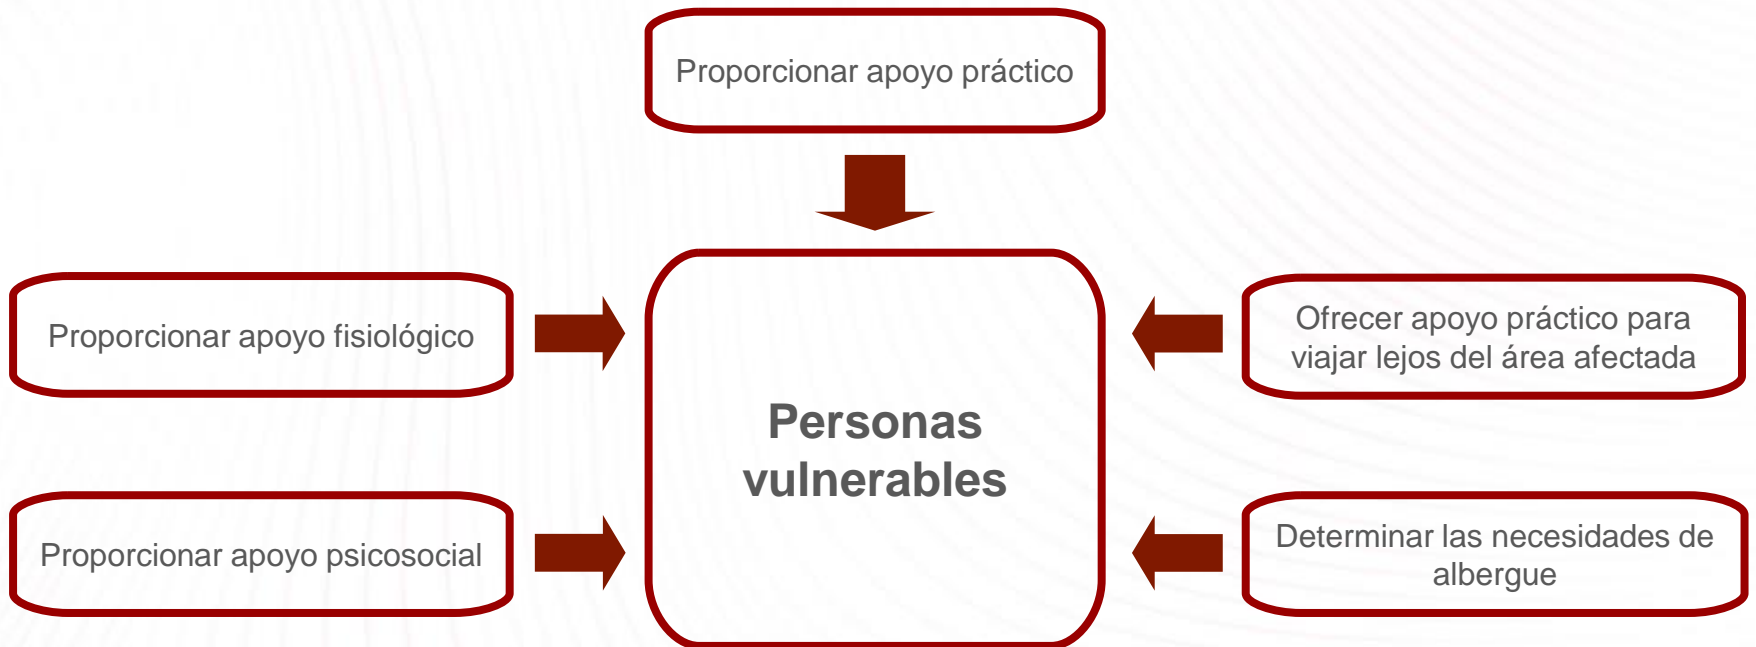 Proporcionar apoyo práctico
Proporcionar apoyo fisiológico
Ofrecer apoyo práctico para
viajar lejos del área afectada
Personas
vulnerables
Proporcionar apoyo psicosocial
Determinar las necesidades de
albergue